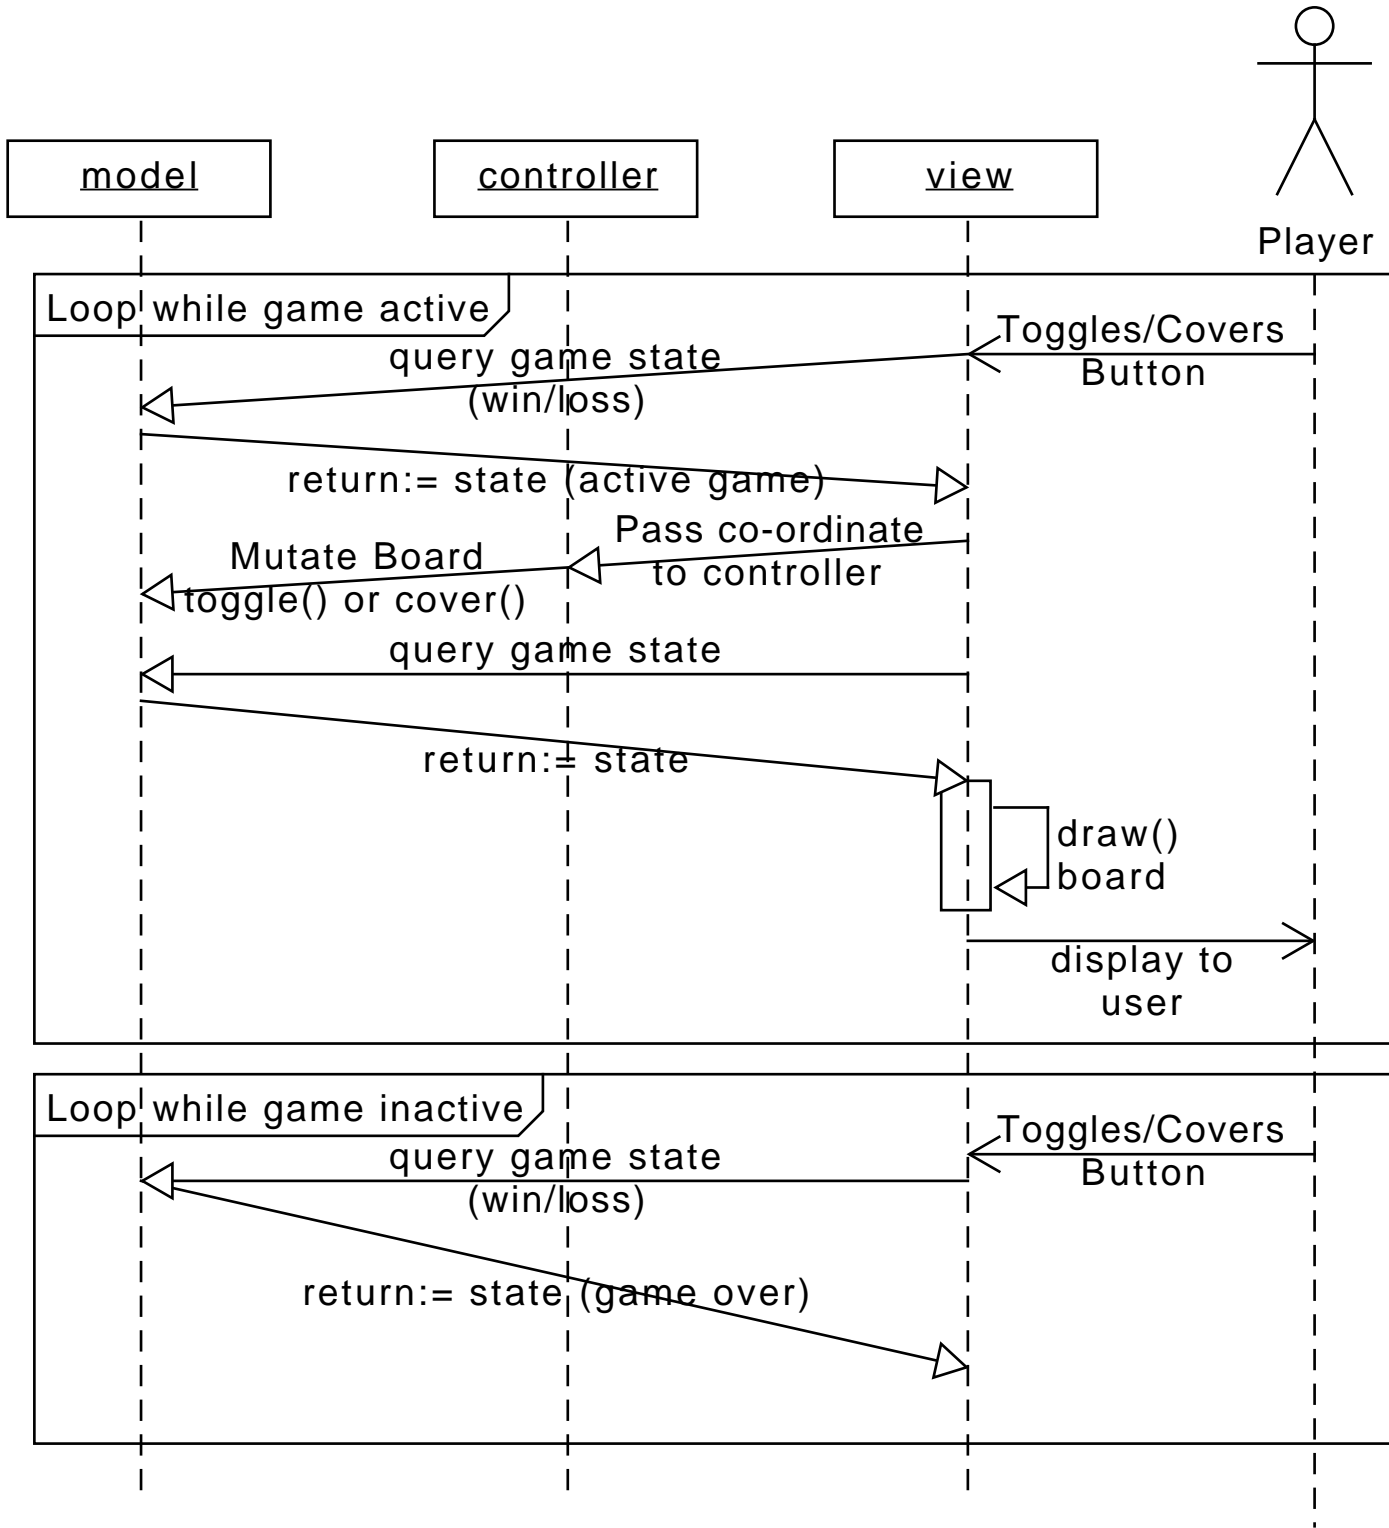 model
controller
view
Player
Loop while game active
Toggles/Covers
Button
query game state
(win/loss)
return:= state (active game)
Pass co-ordinate
to controller
Mutate Board
toggle() or cover()
query game state
return:= state
draw()
board
display to
user
Loop while game inactive
Toggles/Covers
Button
query game state
(win/loss)
return:= state (game over)